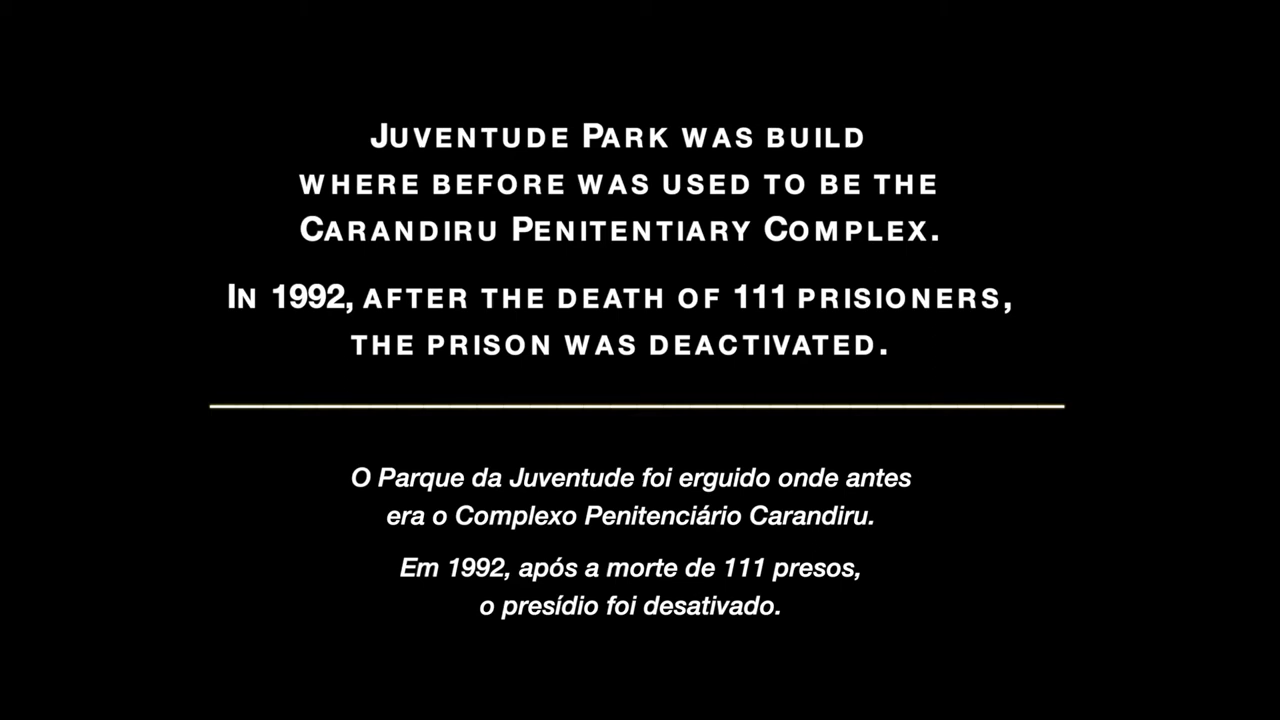 Juventude Park was build
where before was used to be the
Carandiru Penitentiary Complex.
In 1992, after the death of 111 prisioners,
the prison was deactivated.
O Parque da Juventude foi erguido onde antes
era o Complexo Penitenciário Carandiru.
Em 1992, após a morte de 111 presos,
o presídio foi desativado.